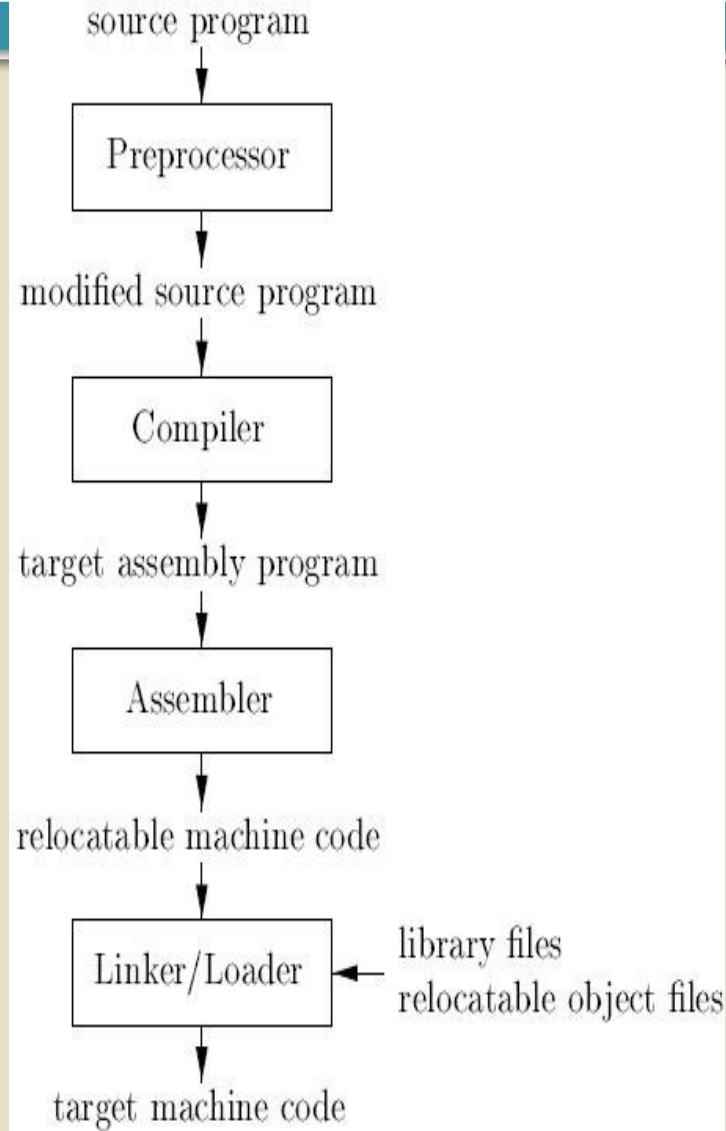 source program
Preprocessor
modified source program
Compiler
target assembly program
Assembler
relocatable machine code
Linker/Loader
library files
relocatable object files
target machine code